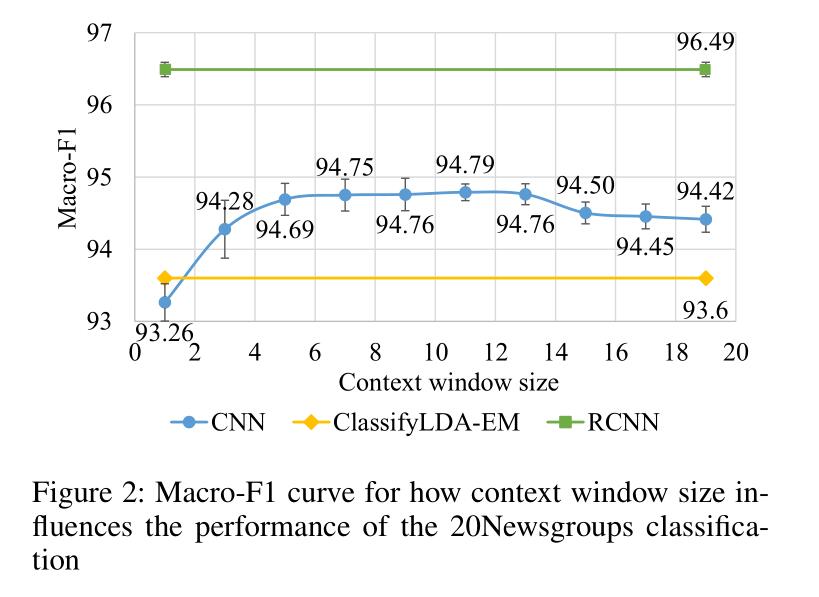 97
96.49
96
95
94.75
94.79
94.50
94.42
94.28
94.69
94.76
94.76
94.45
94
93.6
93
93.26
Macro-F1
0 2 4 6 8 10 12 14 16 18 20
Context window size
CNN ClassifyLDA-EM RCNN
Figure 2: Macro-F1 curve for how context window size in-
fluences the performance of the 20Newsgroups classifica-
tion